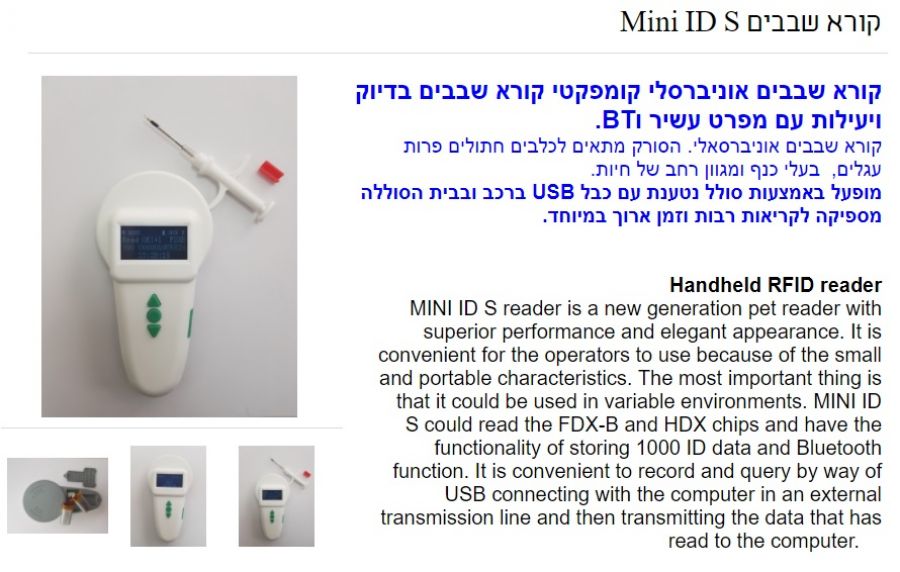 קורא שבבים Mini ID S
קורא שבבים אוניברסלי קומפקטי קורא שבבים בדיוק
ויעילות עם מפרט עשיר וBT.
קורא שבבים אוניברסאלי. הסורק מתאים לכלבים חתולים פרות
עגלים, בעלי כנף ומגוון רחב של חיות.
מופעל באמצעות סולל נטענת עם כבל USB ברכב ובבית הסוללה
מספיקה לקריאות רבות וזמן ארוך במיוחד.
Handheld RFID reader
MINI ID S reader is a new generation pet reader with
superior performance and elegant appearance. It is
convenient for the operators to use because of the small
and portable characteristics. The most important thing is
that it could be used in variable environments. MINI ID
S could read the FDX-B and HDX chips and have the
functionality of storing 1000 ID data and Bluetooth
function. It is convenient to record and query by way of
USB connecting with the computer in an external
transmission line and then transmitting the data that has
read to the computer.